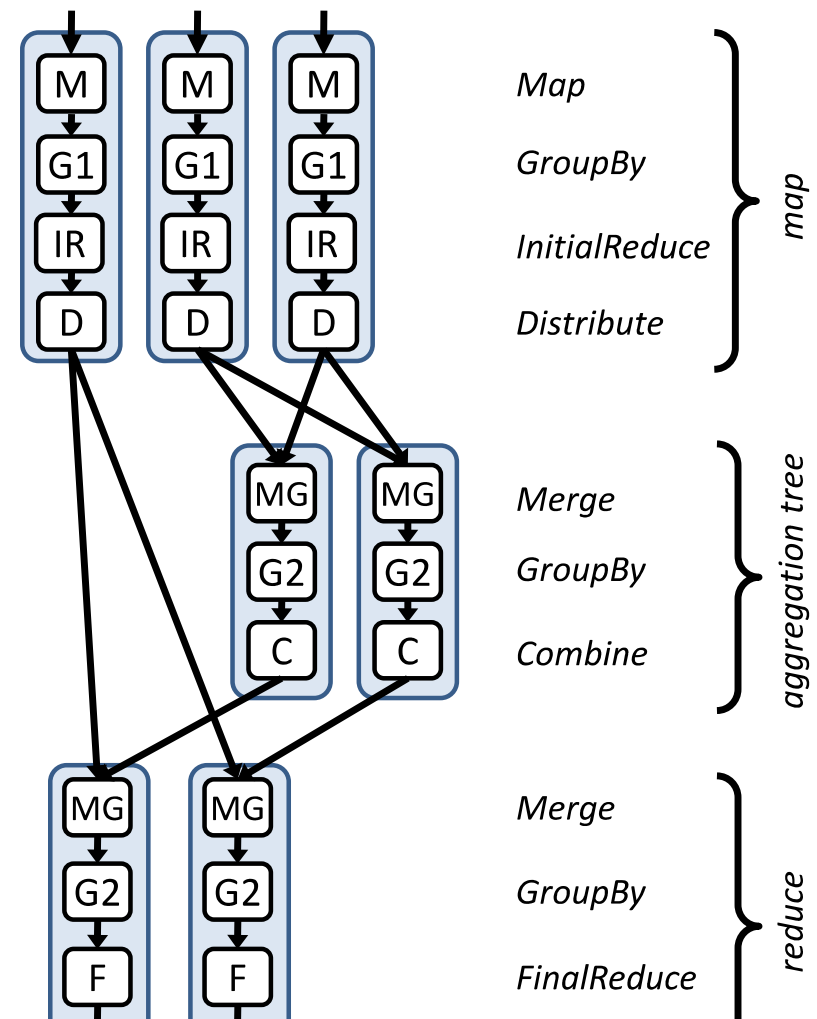 M M M Map
G1 G1 G1 GroupBy
IR IR IR InitialReduce
D D D Distribute
map
MG MG Merge
G2 G2 GroupBy
C C Combine
aggregation tree
MG MG Merge
G2 G2 GroupBy
F F FinalReduce
reduce